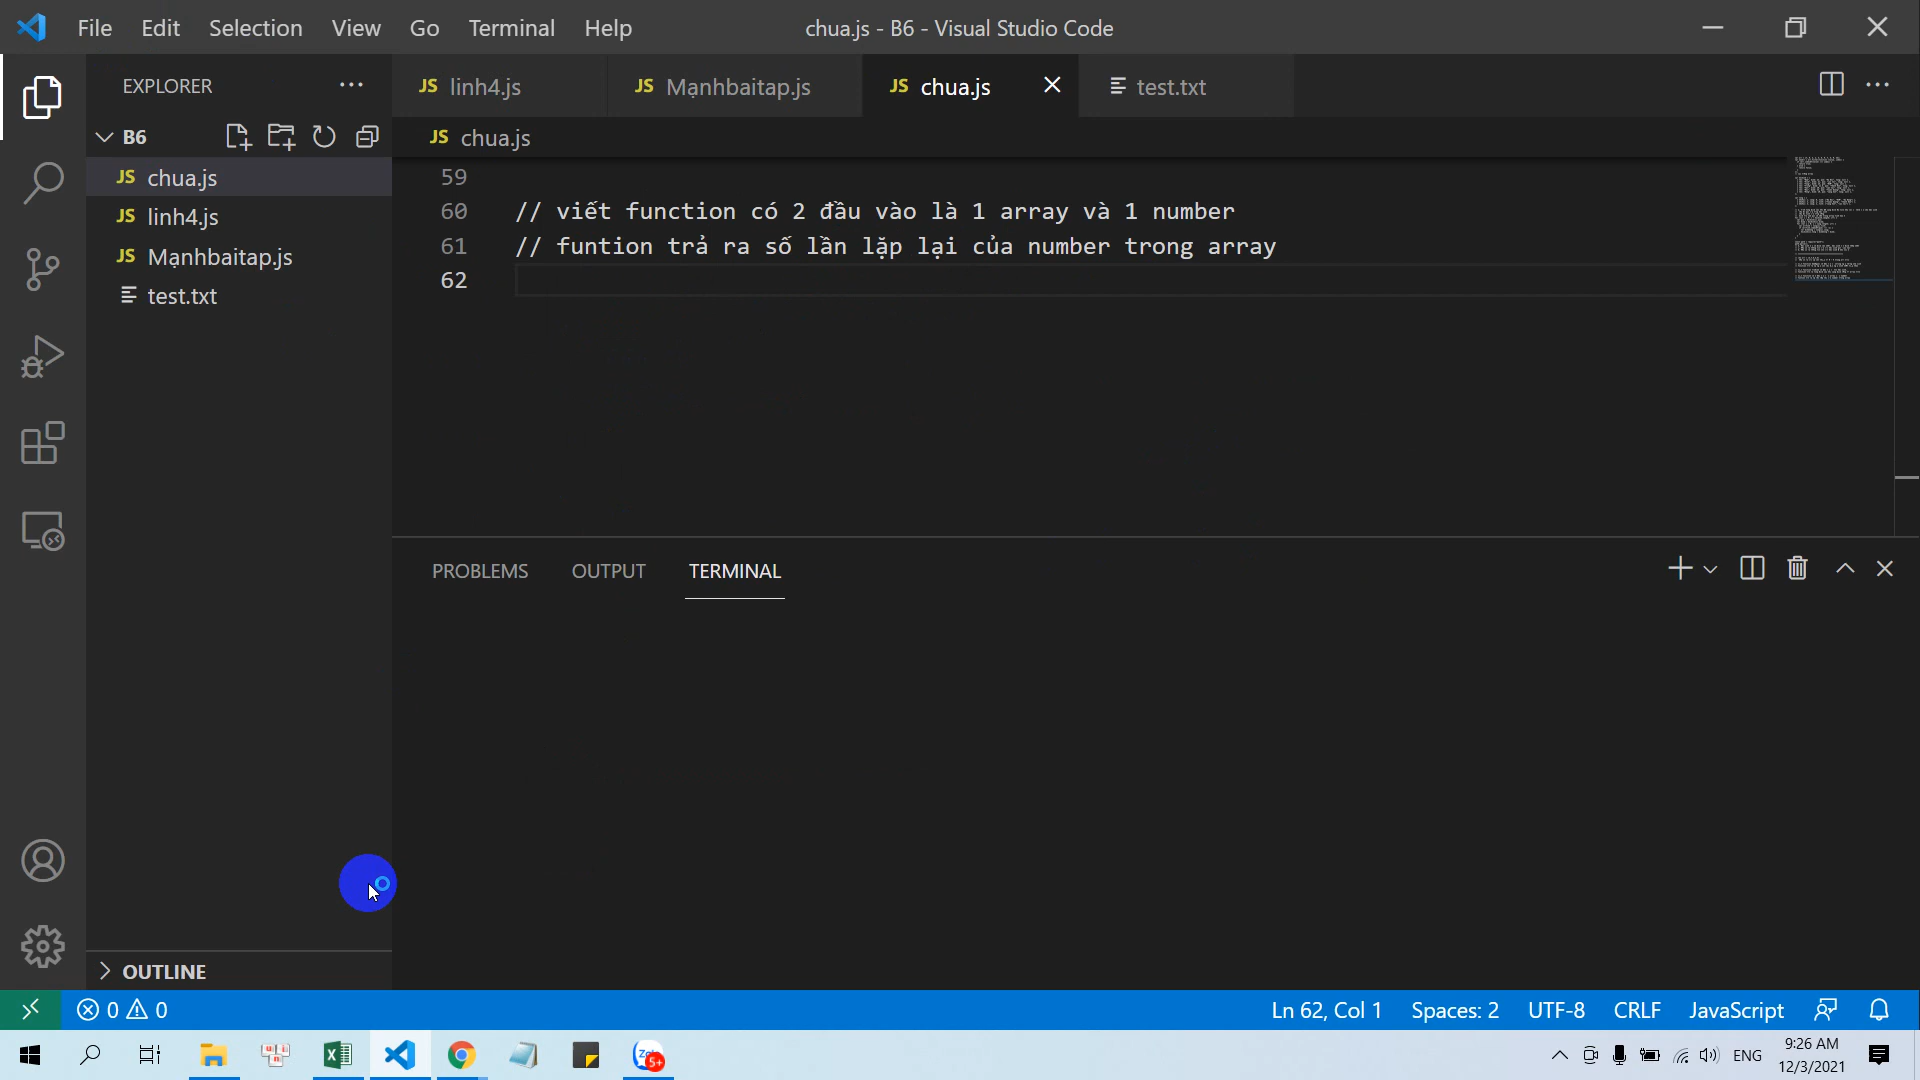 File Edit Selection View Go Terminal Help
chua.js - B6 - Visual Studio Code
EXPLORER
JS linh4.js
JS Mạnhbaitap.js
JS chua.js
test.txt
B6
JS chua.js
JS chua.js
JS linh4.js
JS Mạnhbaitap.js
test.txt
59
60 // viết function có 2 đầu vào là 1 array và 1 number
61 // funtion trả ra số lần lặp lại của number trong array
62
PROBLEMS OUTPUT TERMINAL
OUTLINE
0 0
Ln 62, Col 1 Spaces: 2 UTF-8 CRLF JavaScript
5+
ENG
9:26 AM
12/3/2021